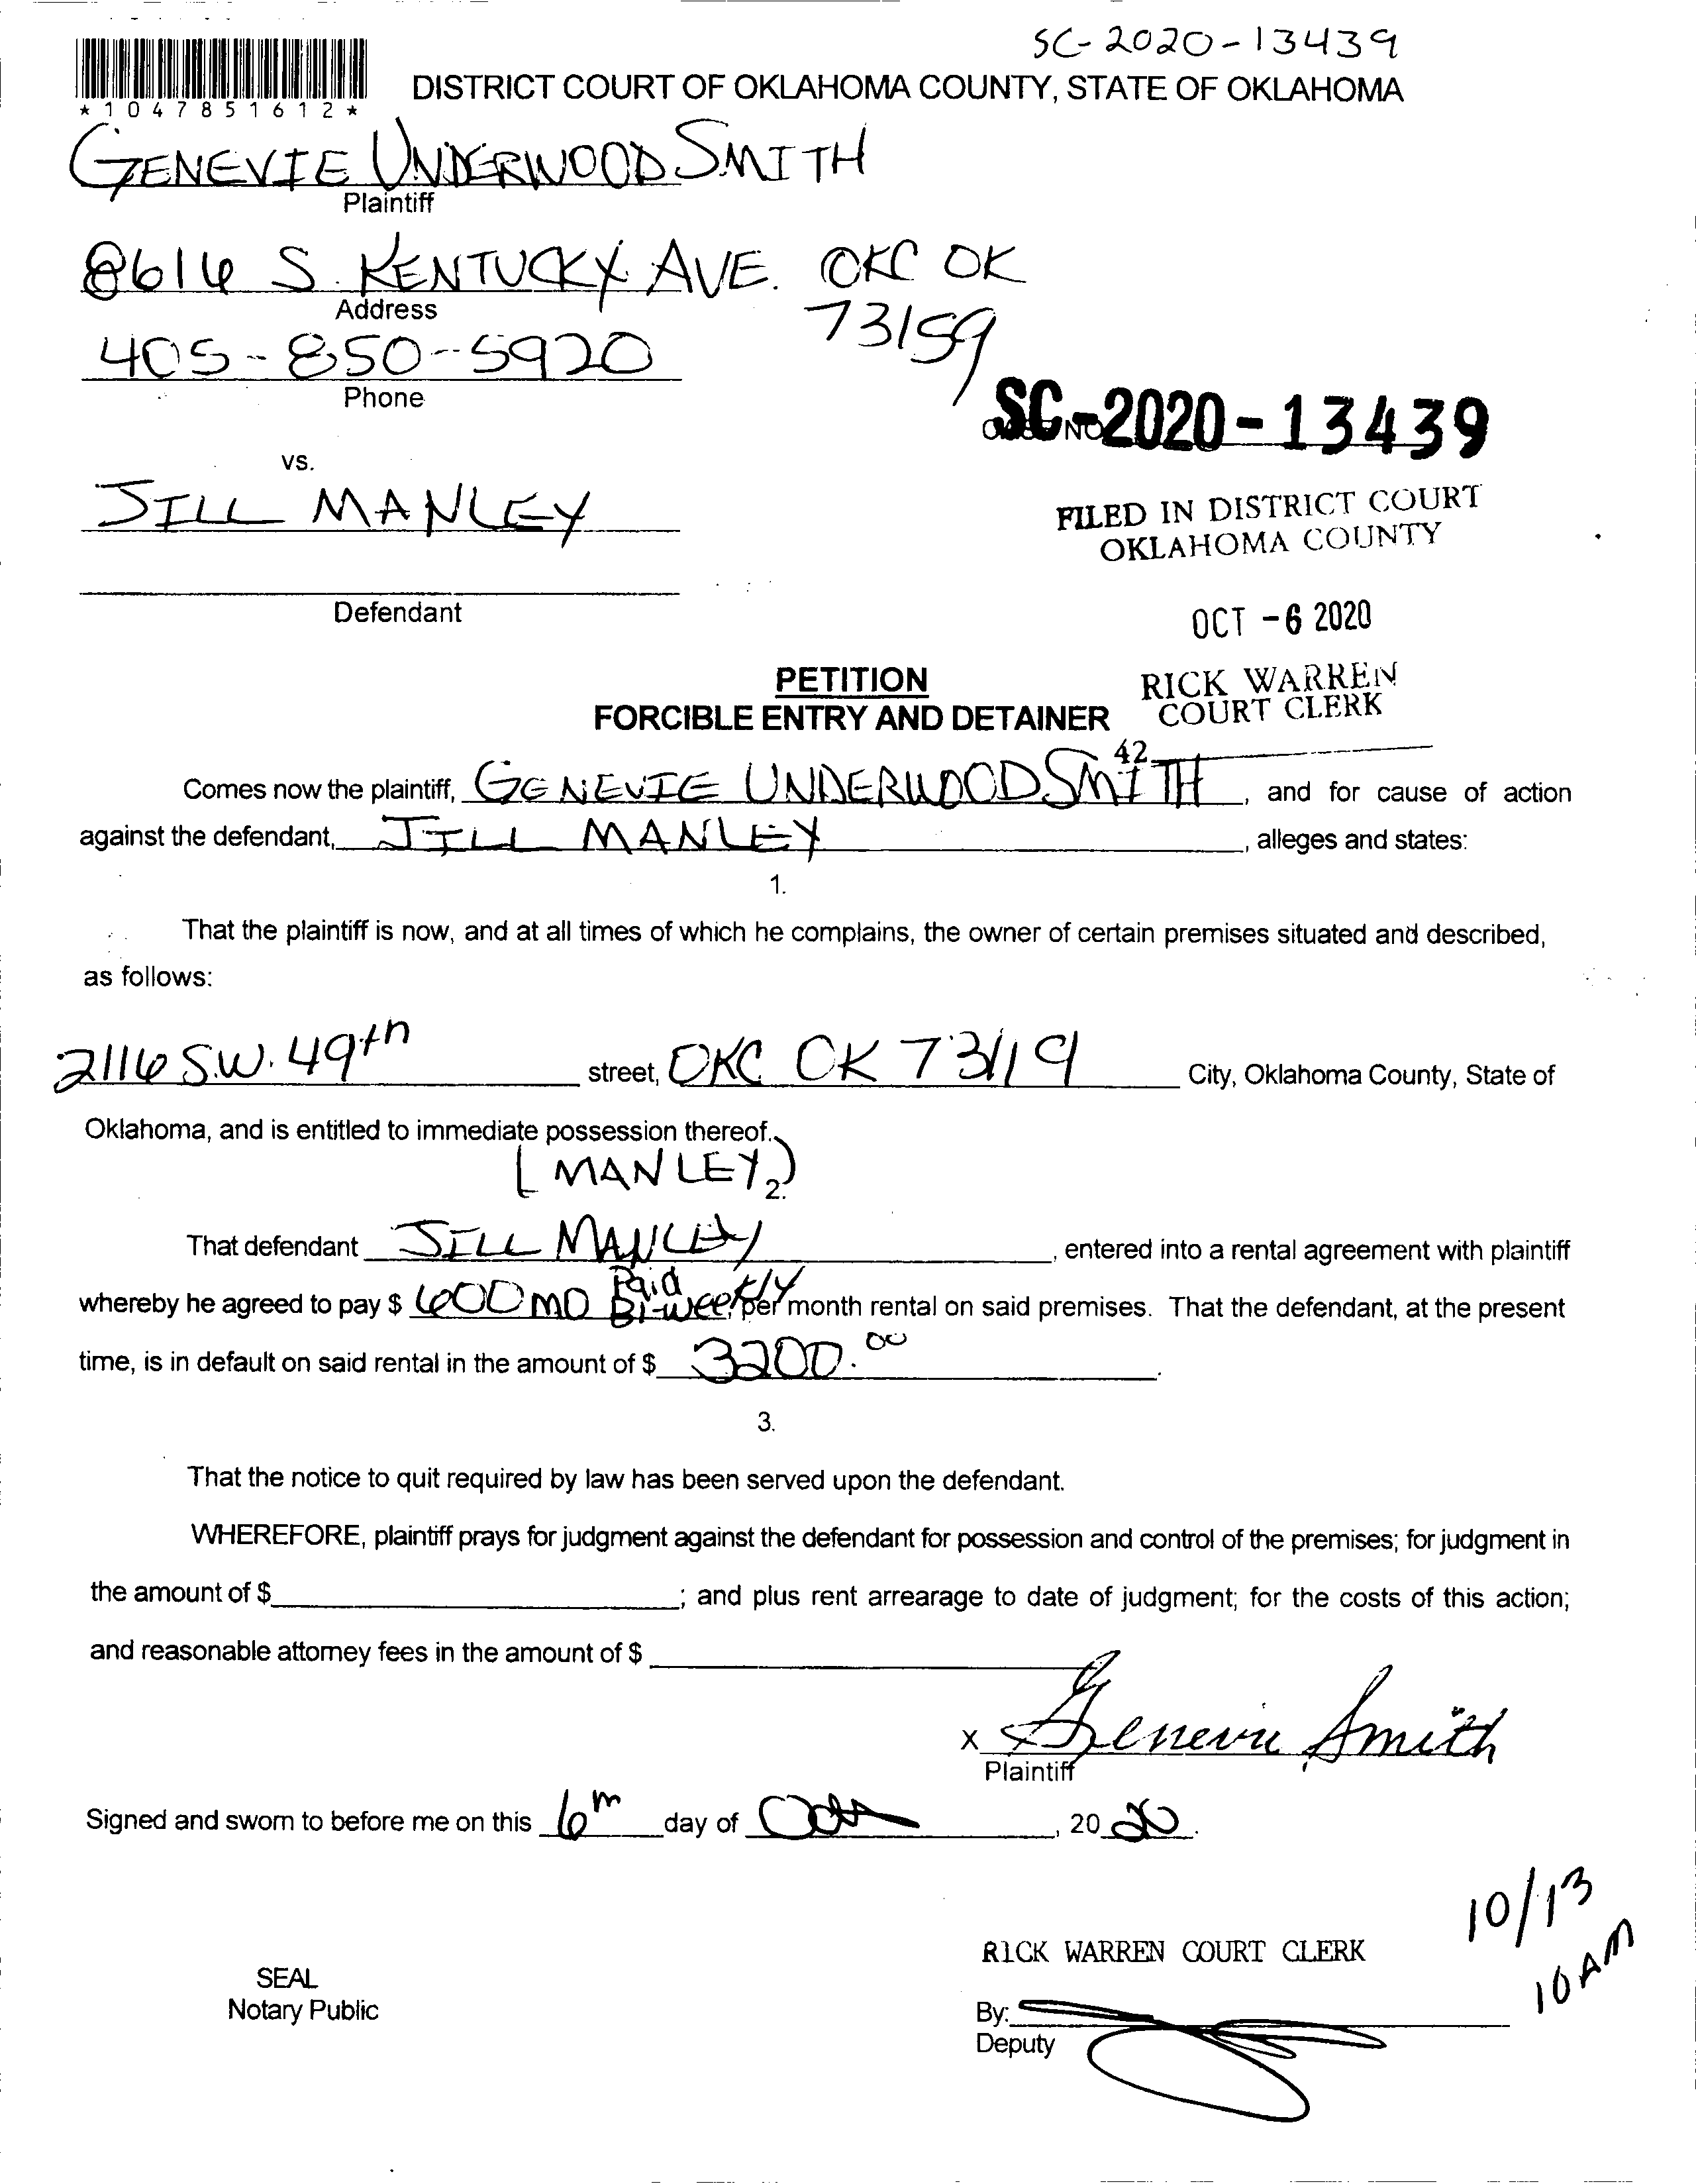 SC-2020-13439
*1047851612*
DISTRICT COURT OF OKLAHOMA COUNTY, STATE OF OKLAHOMA
GENEVIE UNDERWOOD SMITH
Plaintiff
8616 S. KENTUCKY AVE. OKC OK
Address
73159
405-850-5920
Phone
SC-2020-13439
vs.
JILL MANLEY
FILED IN DISTRICT COURT
OKLAHOMA COUNTY
Defendant
OCT -6 2020
PETITION
RICK WARREN
FORCIBLE ENTRY AND DETAINER
COURT CLERK
42
Comes now the plaintiff, GENEVIE UNDERWOOD SMITH, and for cause of action
against the defendant, JILL MANLEY, alleges and states:
1.
That the plaintiff is now, and at all times of which he complains, the owner of certain premises situated and described,
as follows:
2116 S.W. 49th street, OKC OK 73119 City, Oklahoma County, State of
Oklahoma, and is entitled to immediate possession thereof.
(MANLEY)
2.
That defendant JILL MANLEY, entered into a rental agreement with plaintiff
whereby he agreed to pay $ 600 MO Paid Bi-weekly per month rental on said premises. That the defendant, at the present
time, is in default on said rental in the amount of $ 3200.00.
3.
That the notice to quit required by law has been served upon the defendant.
WHEREFORE, plaintiff prays for judgment against the defendant for possession and control of the premises; for judgment in
the amount of $ ; and plus rent arrearage to date of judgment; for the costs of this action;
and reasonable attorney fees in the amount of $
x Genevie Smith
Plaintiff
Signed and sworn to before me on this 6th day of Oct, 2020.
10/13
10 AM
RICK WARREN COURT CLERK
SEAL
Notary Public
By:
Deputy